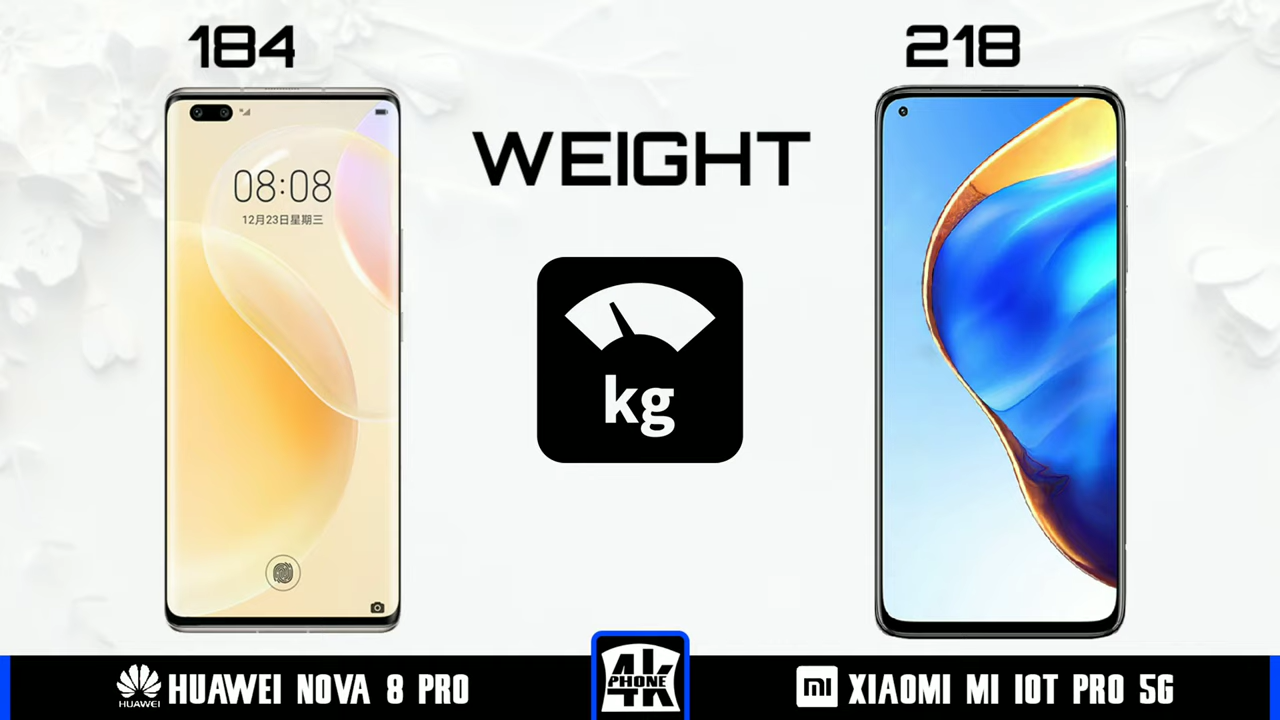 184
218
WEIGHT
08:08
12月23日星期三
kg
HUAWEI
HUAWEI NOVA 8 PRO
4K
PHONE
4K
mi
XIAOMI MI 10T PRO 5G